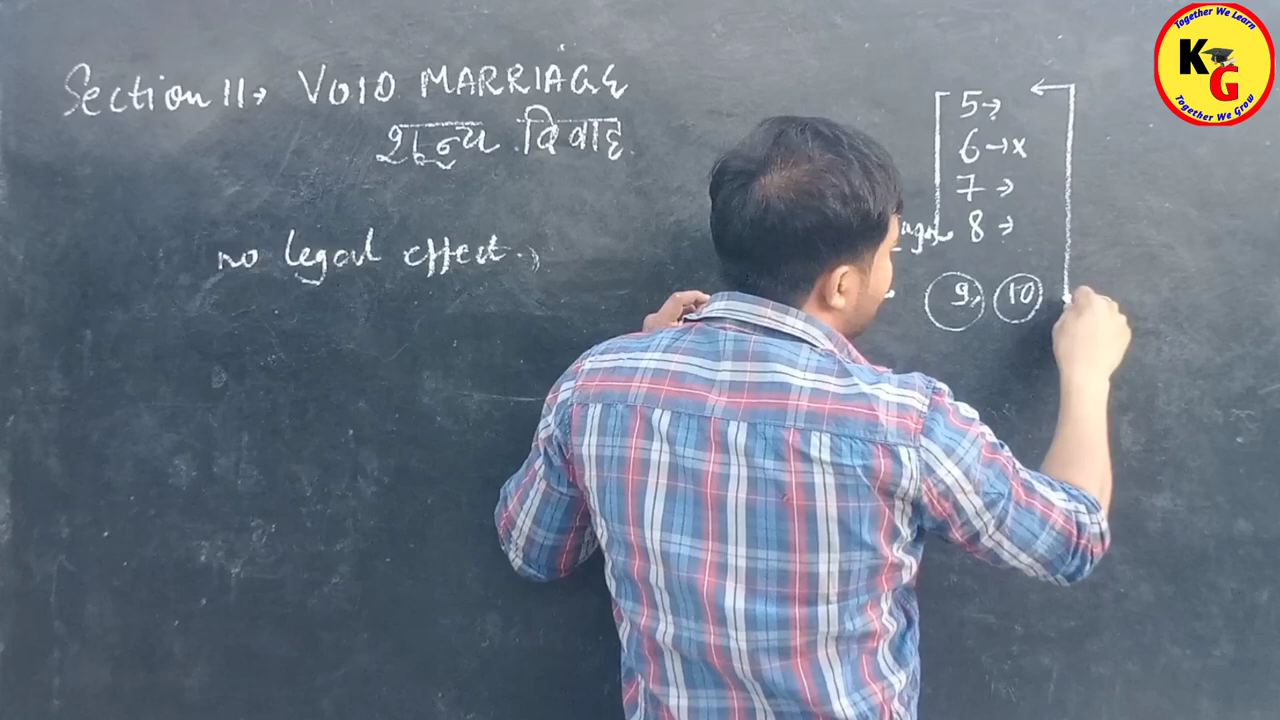 Section 11→ VOID MARRIAGE
शून्य विवाह
no legal effect.
5→
6→x
7→
8→
9, 10
Together We Learn
KG
Together We Grow